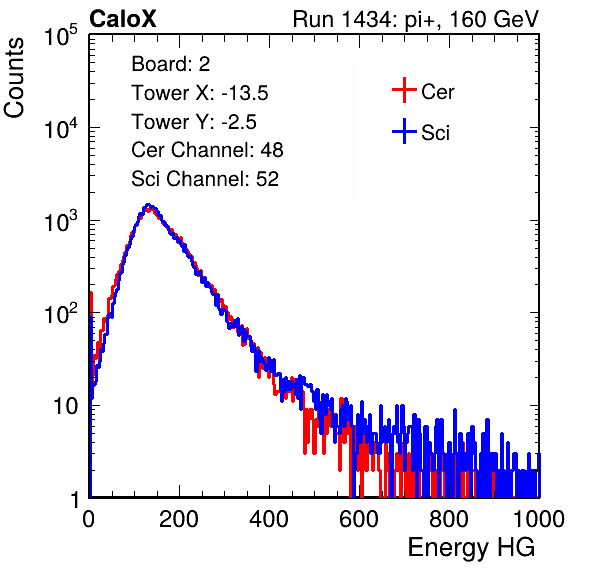 CaloX Run 1434: pi+, 160 GeV
Counts
10^5
10^4
10^3
10^2
10
1
Board: 2
Tower X: -13.5
Tower Y: -2.5
Cer Channel: 48
Sci Channel: 52
Cer
Sci
0 200 400 600 800 1000
Energy HG